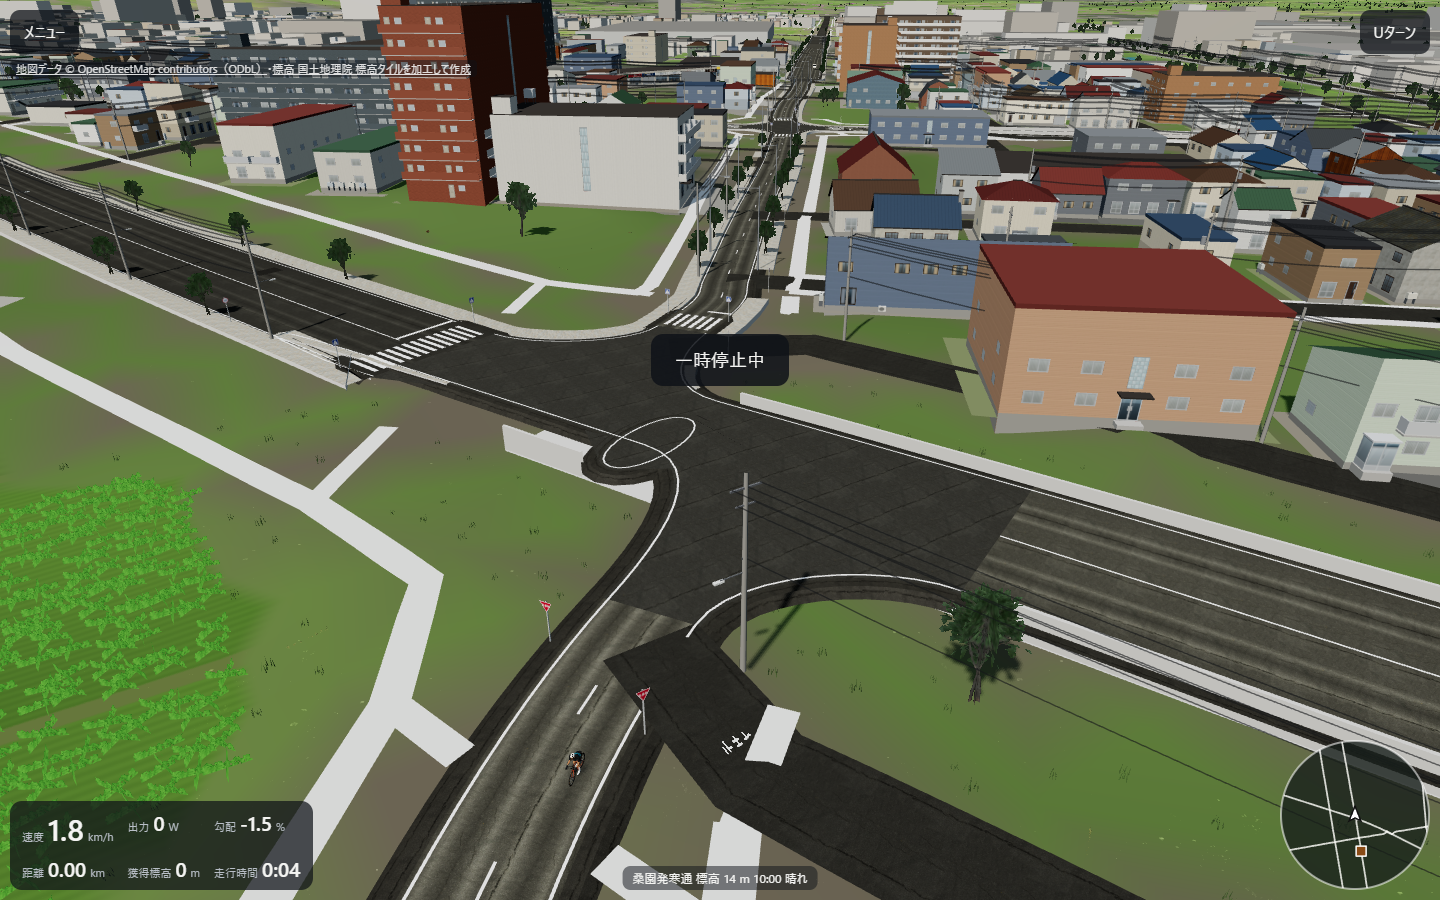 メニュー
Uターン
地図データ © OpenStreetMap contributors（ODbL）・標高 国土地理院 標高タイルを加工して作成
一時停止中
速度 1.8 km/h 出力 0 W 勾配 -1.5 %
距離 0.00 km 獲得標高 0 m 走行時間 0:04
桑園発寒通 標高 14 m 10:00 晴れ